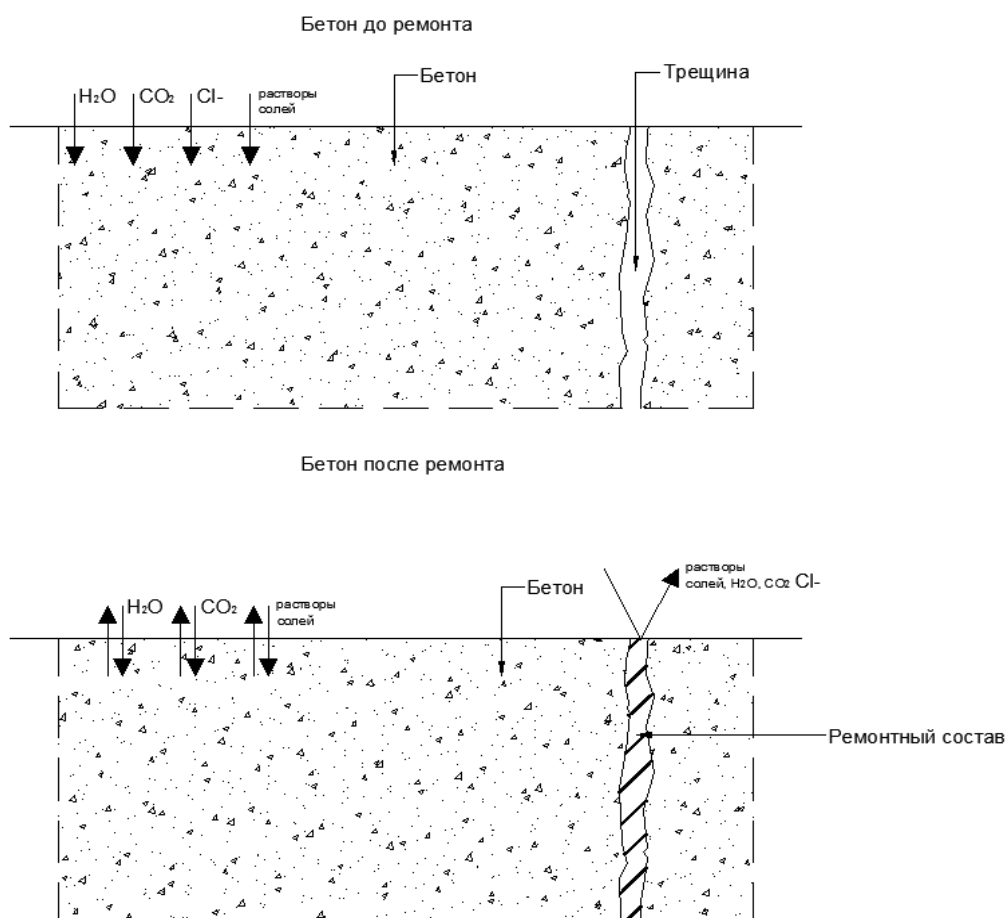 Бетон до ремонта
Бетон
Трещина
H₂O
CO₂
Cl-
растворы
солей
Бетон после ремонта
растворы
солей, H₂O, CO₂ Cl-
Бетон
H₂O
CO₂
растворы
солей
Ремонтный состав